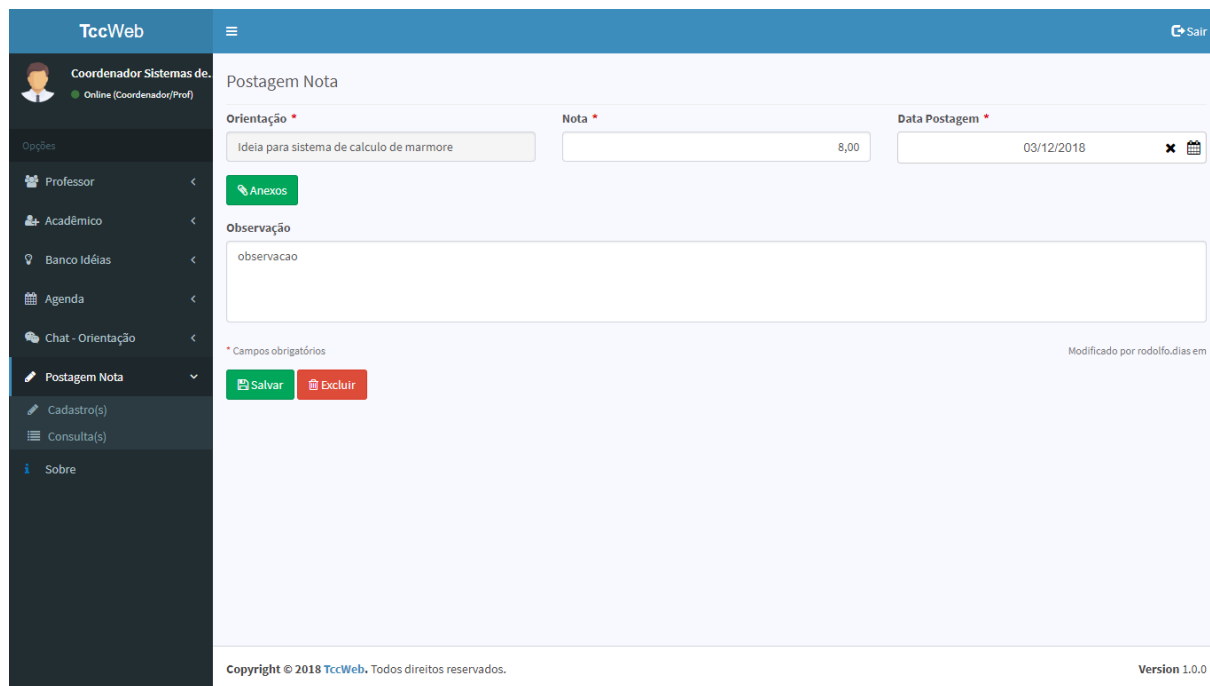 TccWeb
Sair
Coordenador Sistemas de.
Online (Coordenador/Prof)
Opções
Professor
Acadêmico
Banco Idéias
Agenda
Chat - Orientação
Postagem Nota
Cadastro(s)
Consulta(s)
Sobre
Postagem Nota
Orientação * Nota * Data Postagem *
Ideia para sistema de calculo de marmore 8,00 03/12/2018
Anexos
Observação
observacao
* Campos obrigatórios Modificado por rodolfo.dias em
Salvar Excluir
Copyright © 2018 TccWeb. Todos direitos reservados. Version 1.0.0